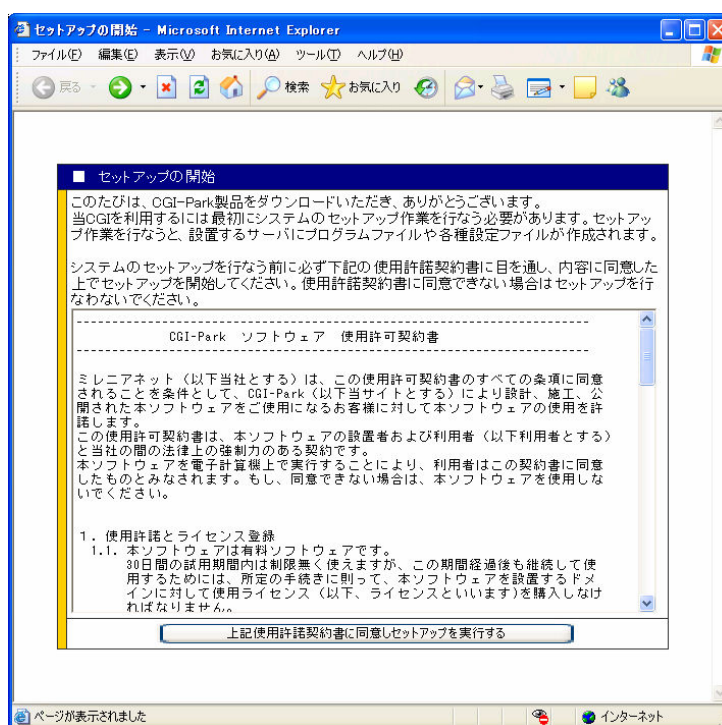 セットアップの開始 - Microsoft Internet Explorer
ファイル(F) 編集(E) 表示(V) お気に入り(A) ツール(T) ヘルプ(H)
戻る 検索 お気に入り
■ セットアップの開始
このたびは、CGI-Park製品をダウンロードいただき、ありがとうございます。
当CGIを利用するには最初にシステムのセットアップ作業を行なう必要があります。セットアッ
プ作業を行なうと、設置するサーバにプログラムファイルや各種設定ファイルが作成されます。
システムのセットアップを行なう前に必ず下記の使用許諾契約書に目を通し、内容に同意した
上でセットアップを開始してください。使用許諾契約書に同意できない場合はセットアップを行
なわないでください。
------------------------------------------------------------------
CGI-Park ソフトウェア 使用許可契約書
------------------------------------------------------------------
ミレニアネット（以下当社とする）は、この使用許可契約書のすべての条項に同意
されることを条件として、CGI-Park（以下当サイトとする）により設計、施工、公
開された本ソフトウェアをご使用になるお客様に対して本ソフトウェアの使用を許
諾します。
この使用許可契約書は、本ソフトウェアの設置者および利用者（以下利用者とする）
と当社の間の法律上の強制力のある契約です。
本ソフトウェアを電子計算機上で実行することにより、利用者はこの契約書に同意
したものとみなされます。もし、同意できない場合は、本ソフトウェアを使用しな
いでください。
１．使用許諾とライセンス登録
1.1. 本ソフトウェアは有料ソフトウェアです。
30日間の試用期間内は制限無く使えますが、この期間経過後も継続して使
用するためには、所定の手続きに則って、本ソフトウェアを設置するドメ
インに対して使用ライセンス（以下、ライセンスといいます)を購入しなけ
ればなりません。
上記使用許諾契約書に同意しセットアップを実行する
ページが表示されました インターネット